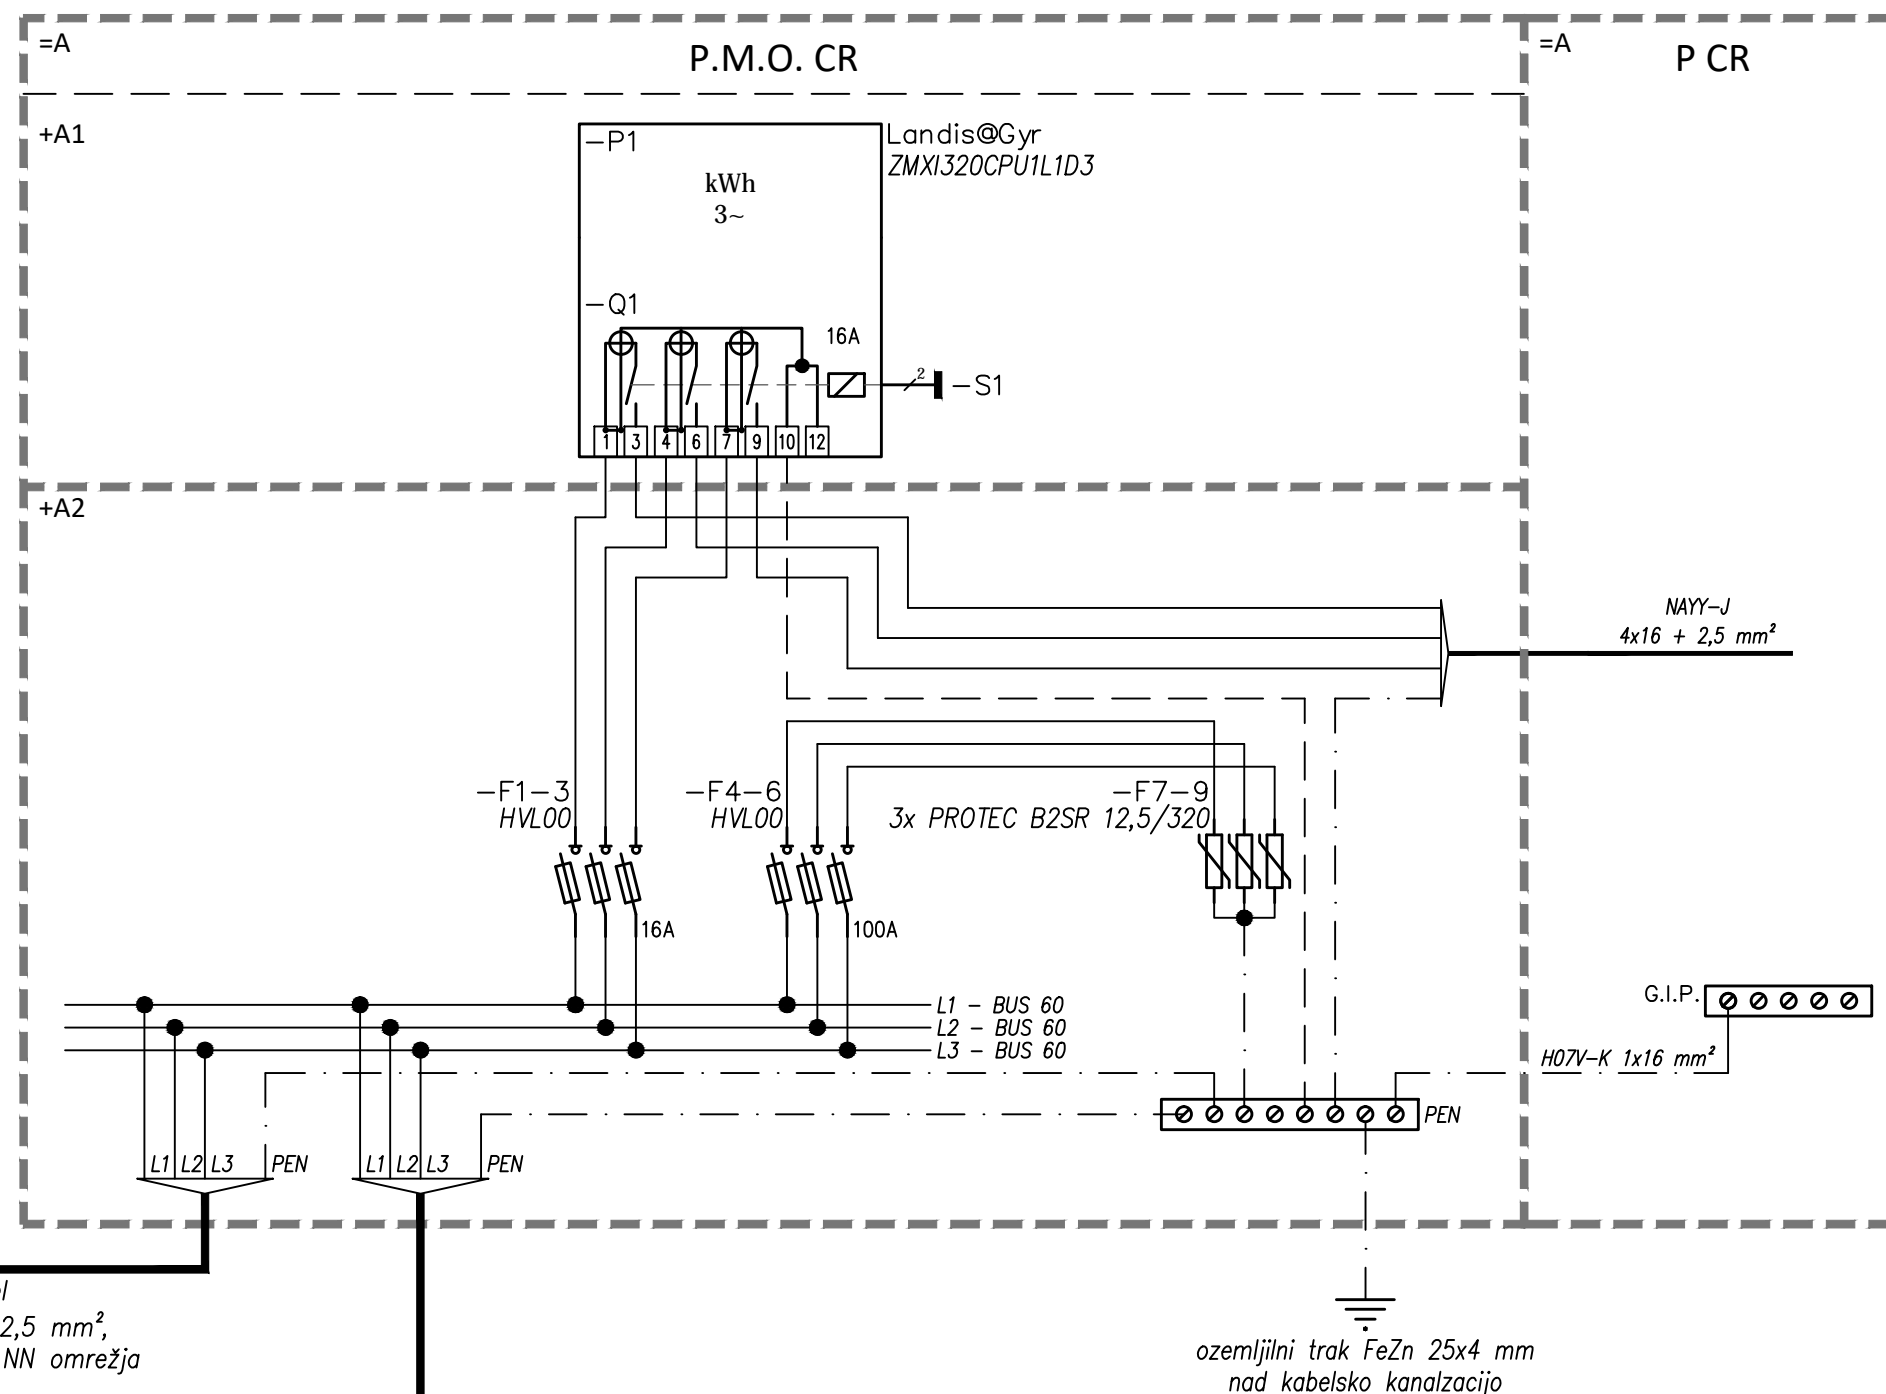 =A
P.M.O. CR
=A
P CR
+A1
-P1
Landis@Gyr
ZMXI320CPU1L1D3
kWh
3~
-Q1
16A
2
-S1
1 3 4 6 7 9 10 12
+A2
NAYY-J
4x16 + 2,5 mm²
-F1-3
HVL00
-F4-6
HVL00
-F7-9
3x PROTEC B2SR 12,5/320
16A
100A
G.I.P.
L1 - BUS 60
L2 - BUS 60
L3 - BUS 60
H07V-K 1x16 mm²
PEN
L1 L2 L3 PEN
L1 L2 L3 PEN
2,5 mm²,
NN omrežja
ozemljilni trak FeZn 25x4 mm
nad kabelsko kanalzacijo